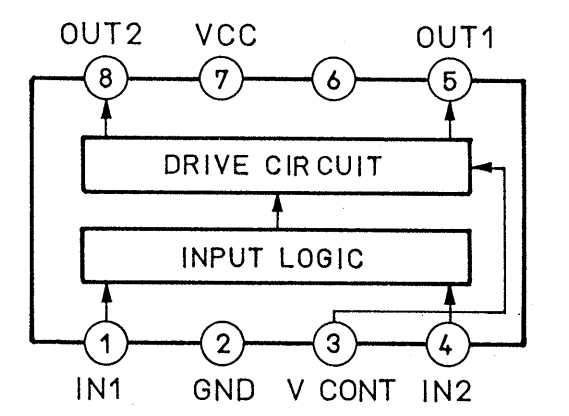 OUT2 VCC OUT1
8 7 6 5
DRIVE CIRCUIT
INPUT LOGIC
1 2 3 4
IN1 GND V CONT IN2